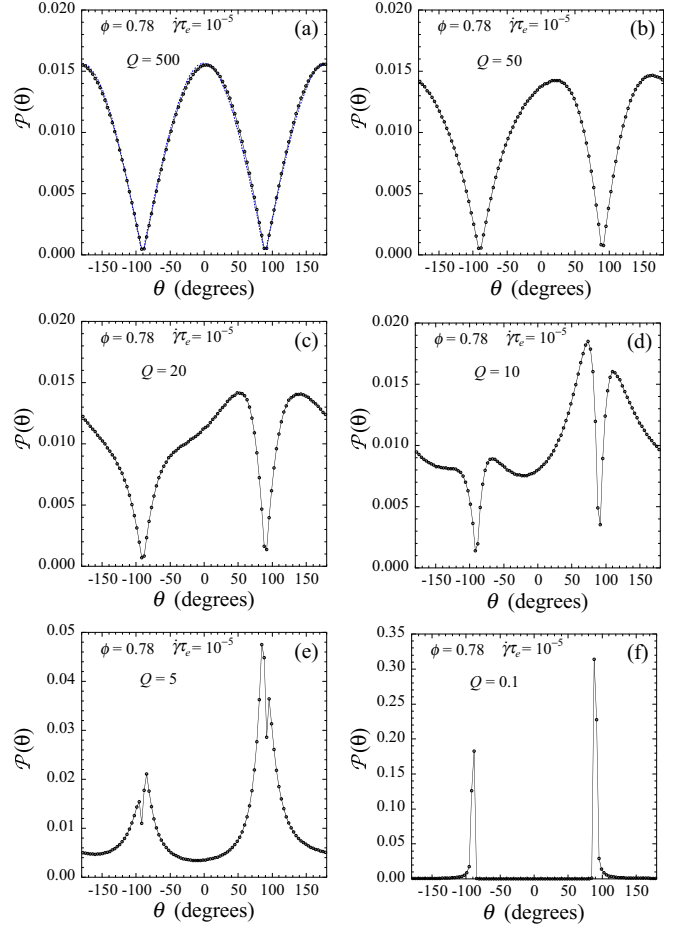 0.020
0.015
0.010
0.005
0.000
ϕ = 0.78 γ̇τₑ = 10⁻⁵ (a)
Q = 500
𝒫(θ)
-150 -100 -50 0 50 100 150
θ (degrees)
0.020
0.015
0.010
0.005
0.000
ϕ = 0.78 γ̇τₑ = 10⁻⁵ (b)
Q = 50
𝒫(θ)
-150 -100 -50 0 50 100 150
θ (degrees)
0.020
0.015
0.010
0.005
0.000
ϕ = 0.78 γ̇τₑ = 10⁻⁵ (c)
Q = 20
𝒫(θ)
-150 -100 -50 0 50 100 150
θ (degrees)
0.020
0.015
0.010
0.005
0.000
ϕ = 0.78 γ̇τₑ = 10⁻⁵ (d)
Q = 10
𝒫(θ)
-150 -100 -50 0 50 100 150
θ (degrees)
0.05
0.04
0.03
0.02
0.01
0.00
ϕ = 0.78 γ̇τₑ = 10⁻⁵ (e)
Q = 5
𝒫(θ)
-150 -100 -50 0 50 100 150
θ (degrees)
0.35
0.30
0.25
0.20
0.15
0.10
0.05
0.00
ϕ = 0.78 γ̇τₑ = 10⁻⁵ (f)
Q = 0.1
𝒫(θ)
-150 -100 -50 0 50 100 150
θ (degrees)